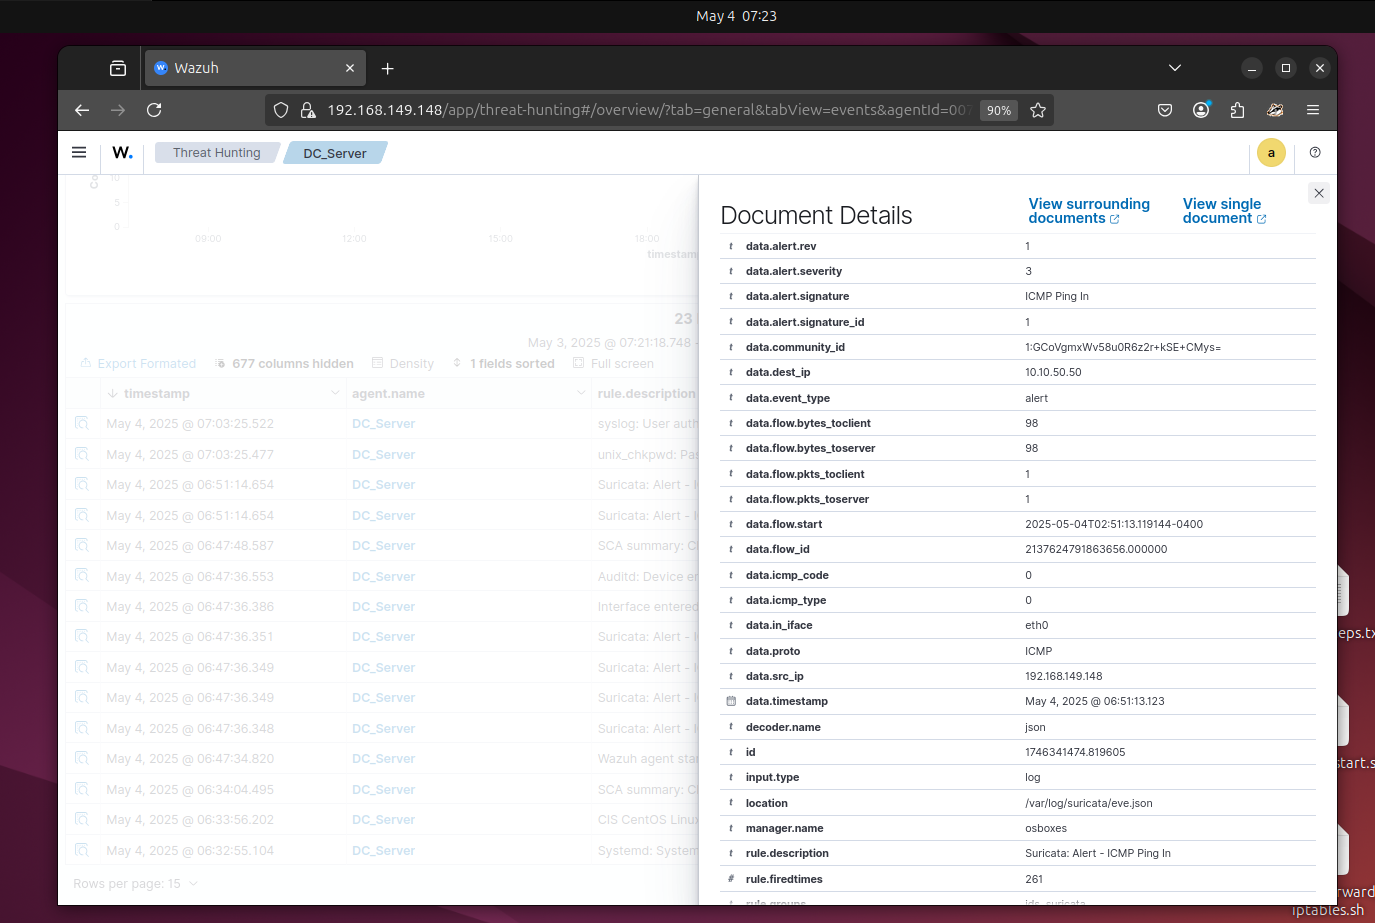 May 4 07:23
Wazuh
192.168.149.148/app/threat-hunting#/overview/?tab=general&tabView=events&agentId=007
90%
W.
Threat Hunting
DC_Server
a
Co
10
5
0
09:00
12:00
15:00
18:00
timestam
23
May 3, 2025 @ 07:21:18.748 -
Export Formated
677 columns hidden
Density
1 fields sorted
Full screen
timestamp agent.name rule.description
May 4, 2025 @ 07:03:25.522 DC_Server syslog: User auth
May 4, 2025 @ 07:03:25.477 DC_Server unix_chkpwd: Pas
May 4, 2025 @ 06:51:14.654 DC_Server Suricata: Alert - I
May 4, 2025 @ 06:51:14.654 DC_Server Suricata: Alert - I
May 4, 2025 @ 06:47:48.587 DC_Server SCA summary: C
May 4, 2025 @ 06:47:36.553 DC_Server Auditd: Device en
May 4, 2025 @ 06:47:36.386 DC_Server Interface entered
May 4, 2025 @ 06:47:36.351 DC_Server Suricata: Alert - I
May 4, 2025 @ 06:47:36.349 DC_Server Suricata: Alert - I
May 4, 2025 @ 06:47:36.349 DC_Server Suricata: Alert - I
May 4, 2025 @ 06:47:36.348 DC_Server Suricata: Alert - I
May 4, 2025 @ 06:47:34.820 DC_Server Wazuh agent star
May 4, 2025 @ 06:34:04.495 DC_Server SCA summary: C
May 4, 2025 @ 06:33:56.202 DC_Server CIS CentOS Linux
May 4, 2025 @ 06:32:55.104 DC_Server Systemd: System
Rows per page: 15
Document Details
View surrounding
documents
View single
document
t data.alert.rev 1
t data.alert.severity 3
t data.alert.signature ICMP Ping In
t data.alert.signature_id 1
t data.community_id 1:GCoVgmxWv58u0R6z2r+kSE+CMys=
t data.dest_ip 10.10.50.50
t data.event_type alert
t data.flow.bytes_toclient 98
t data.flow.bytes_toserver 98
t data.flow.pkts_toclient 1
t data.flow.pkts_toserver 1
t data.flow.start 2025-05-04T02:51:13.119144-0400
t data.flow_id 2137624791863656.000000
t data.icmp_code 0
t data.icmp_type 0
t data.in_iface eth0
t data.proto ICMP
t data.src_ip 192.168.149.148
data.timestamp May 4, 2025 @ 06:51:13.123
t decoder.name json
t id 1746341474.819605
t input.type log
t location /var/log/suricata/eve.json
t manager.name osboxes
t rule.description Suricata: Alert - ICMP Ping In
# rule.firedtimes 261
t rule.groups ids, suricata
eps.tx
start.s
rward
iptables.sh